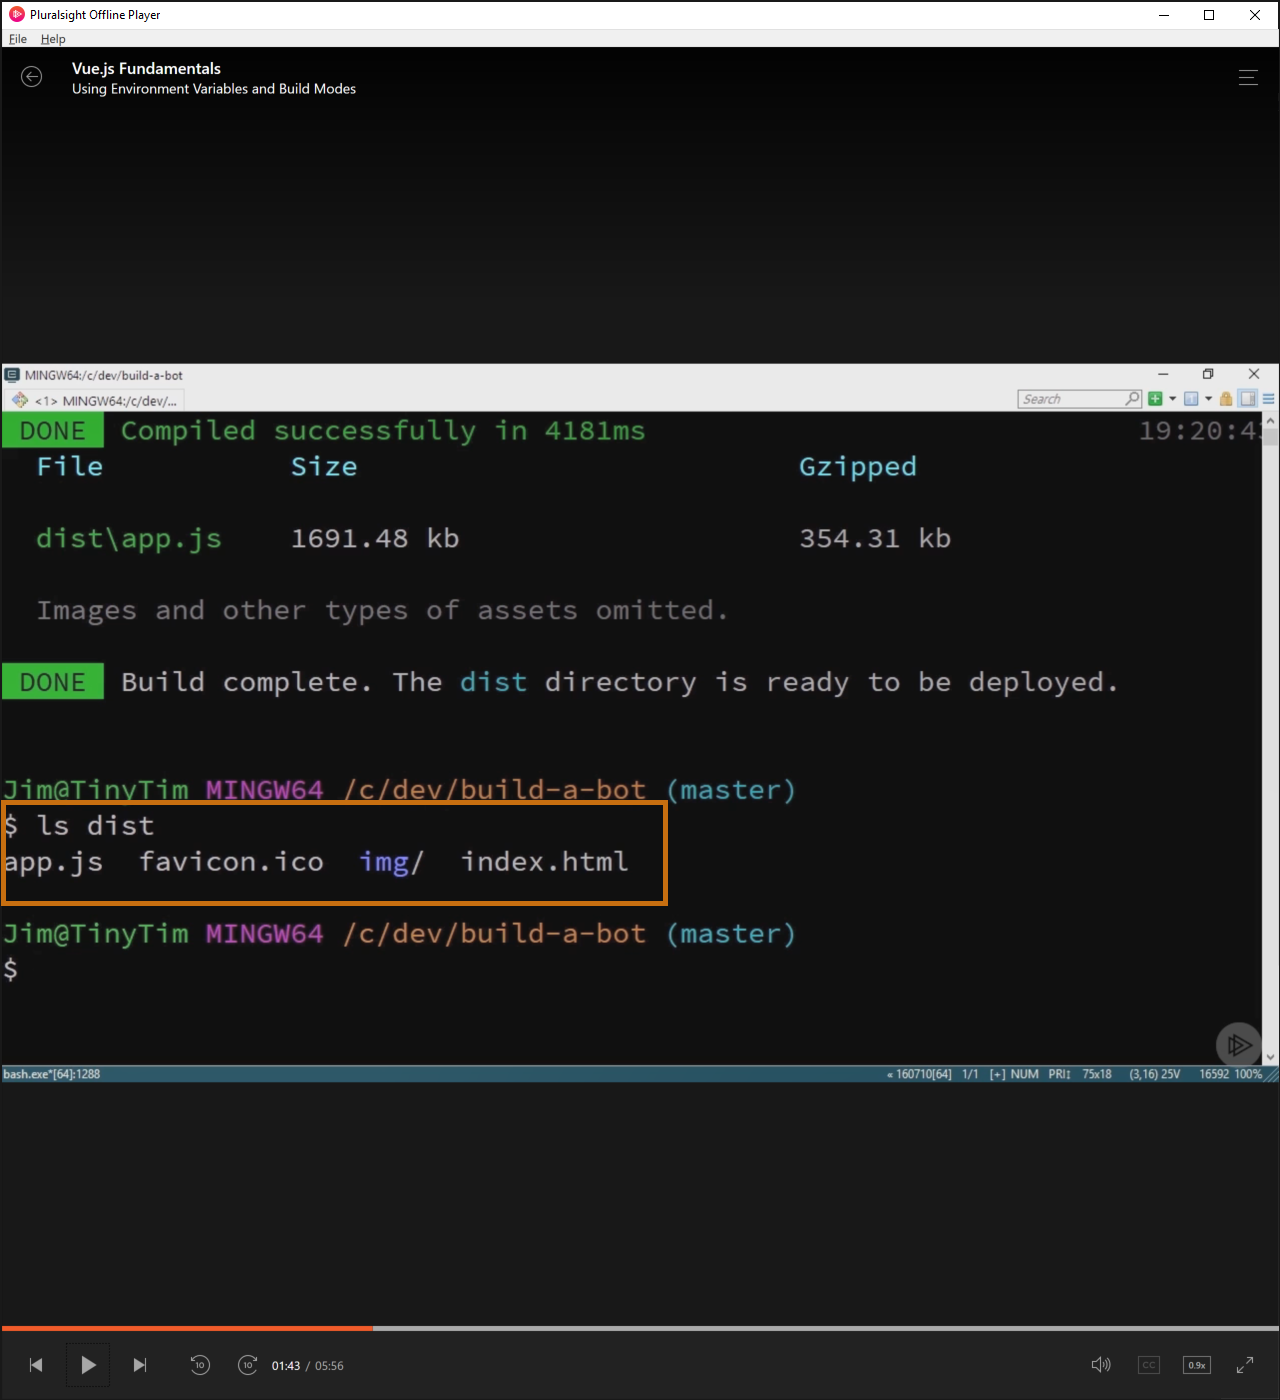 Pluralsight Offline Player
File Help
Vue.js Fundamentals
Using Environment Variables and Build Modes
MINGW64:/c/dev/build-a-bot
<1> MINGW64:/c/dev/...
Search
DONE Compiled successfully in 4181ms 19:20:43
File Size Gzipped
dist\app.js 1691.48 kb 354.31 kb
Images and other types of assets omitted.
DONE Build complete. The dist directory is ready to be deployed.
Jim@TinyTim MINGW64 /c/dev/build-a-bot (master)
$ ls dist
app.js favicon.ico img/ index.html
Jim@TinyTim MINGW64 /c/dev/build-a-bot (master)
$
bash.exe*[64]:1288 « 160710[64] 1/1 [+] NUM PRI↕ 75x18 (3,16) 25V 16592 100%
10 10 01:43 / 05:56 CC 0.9x